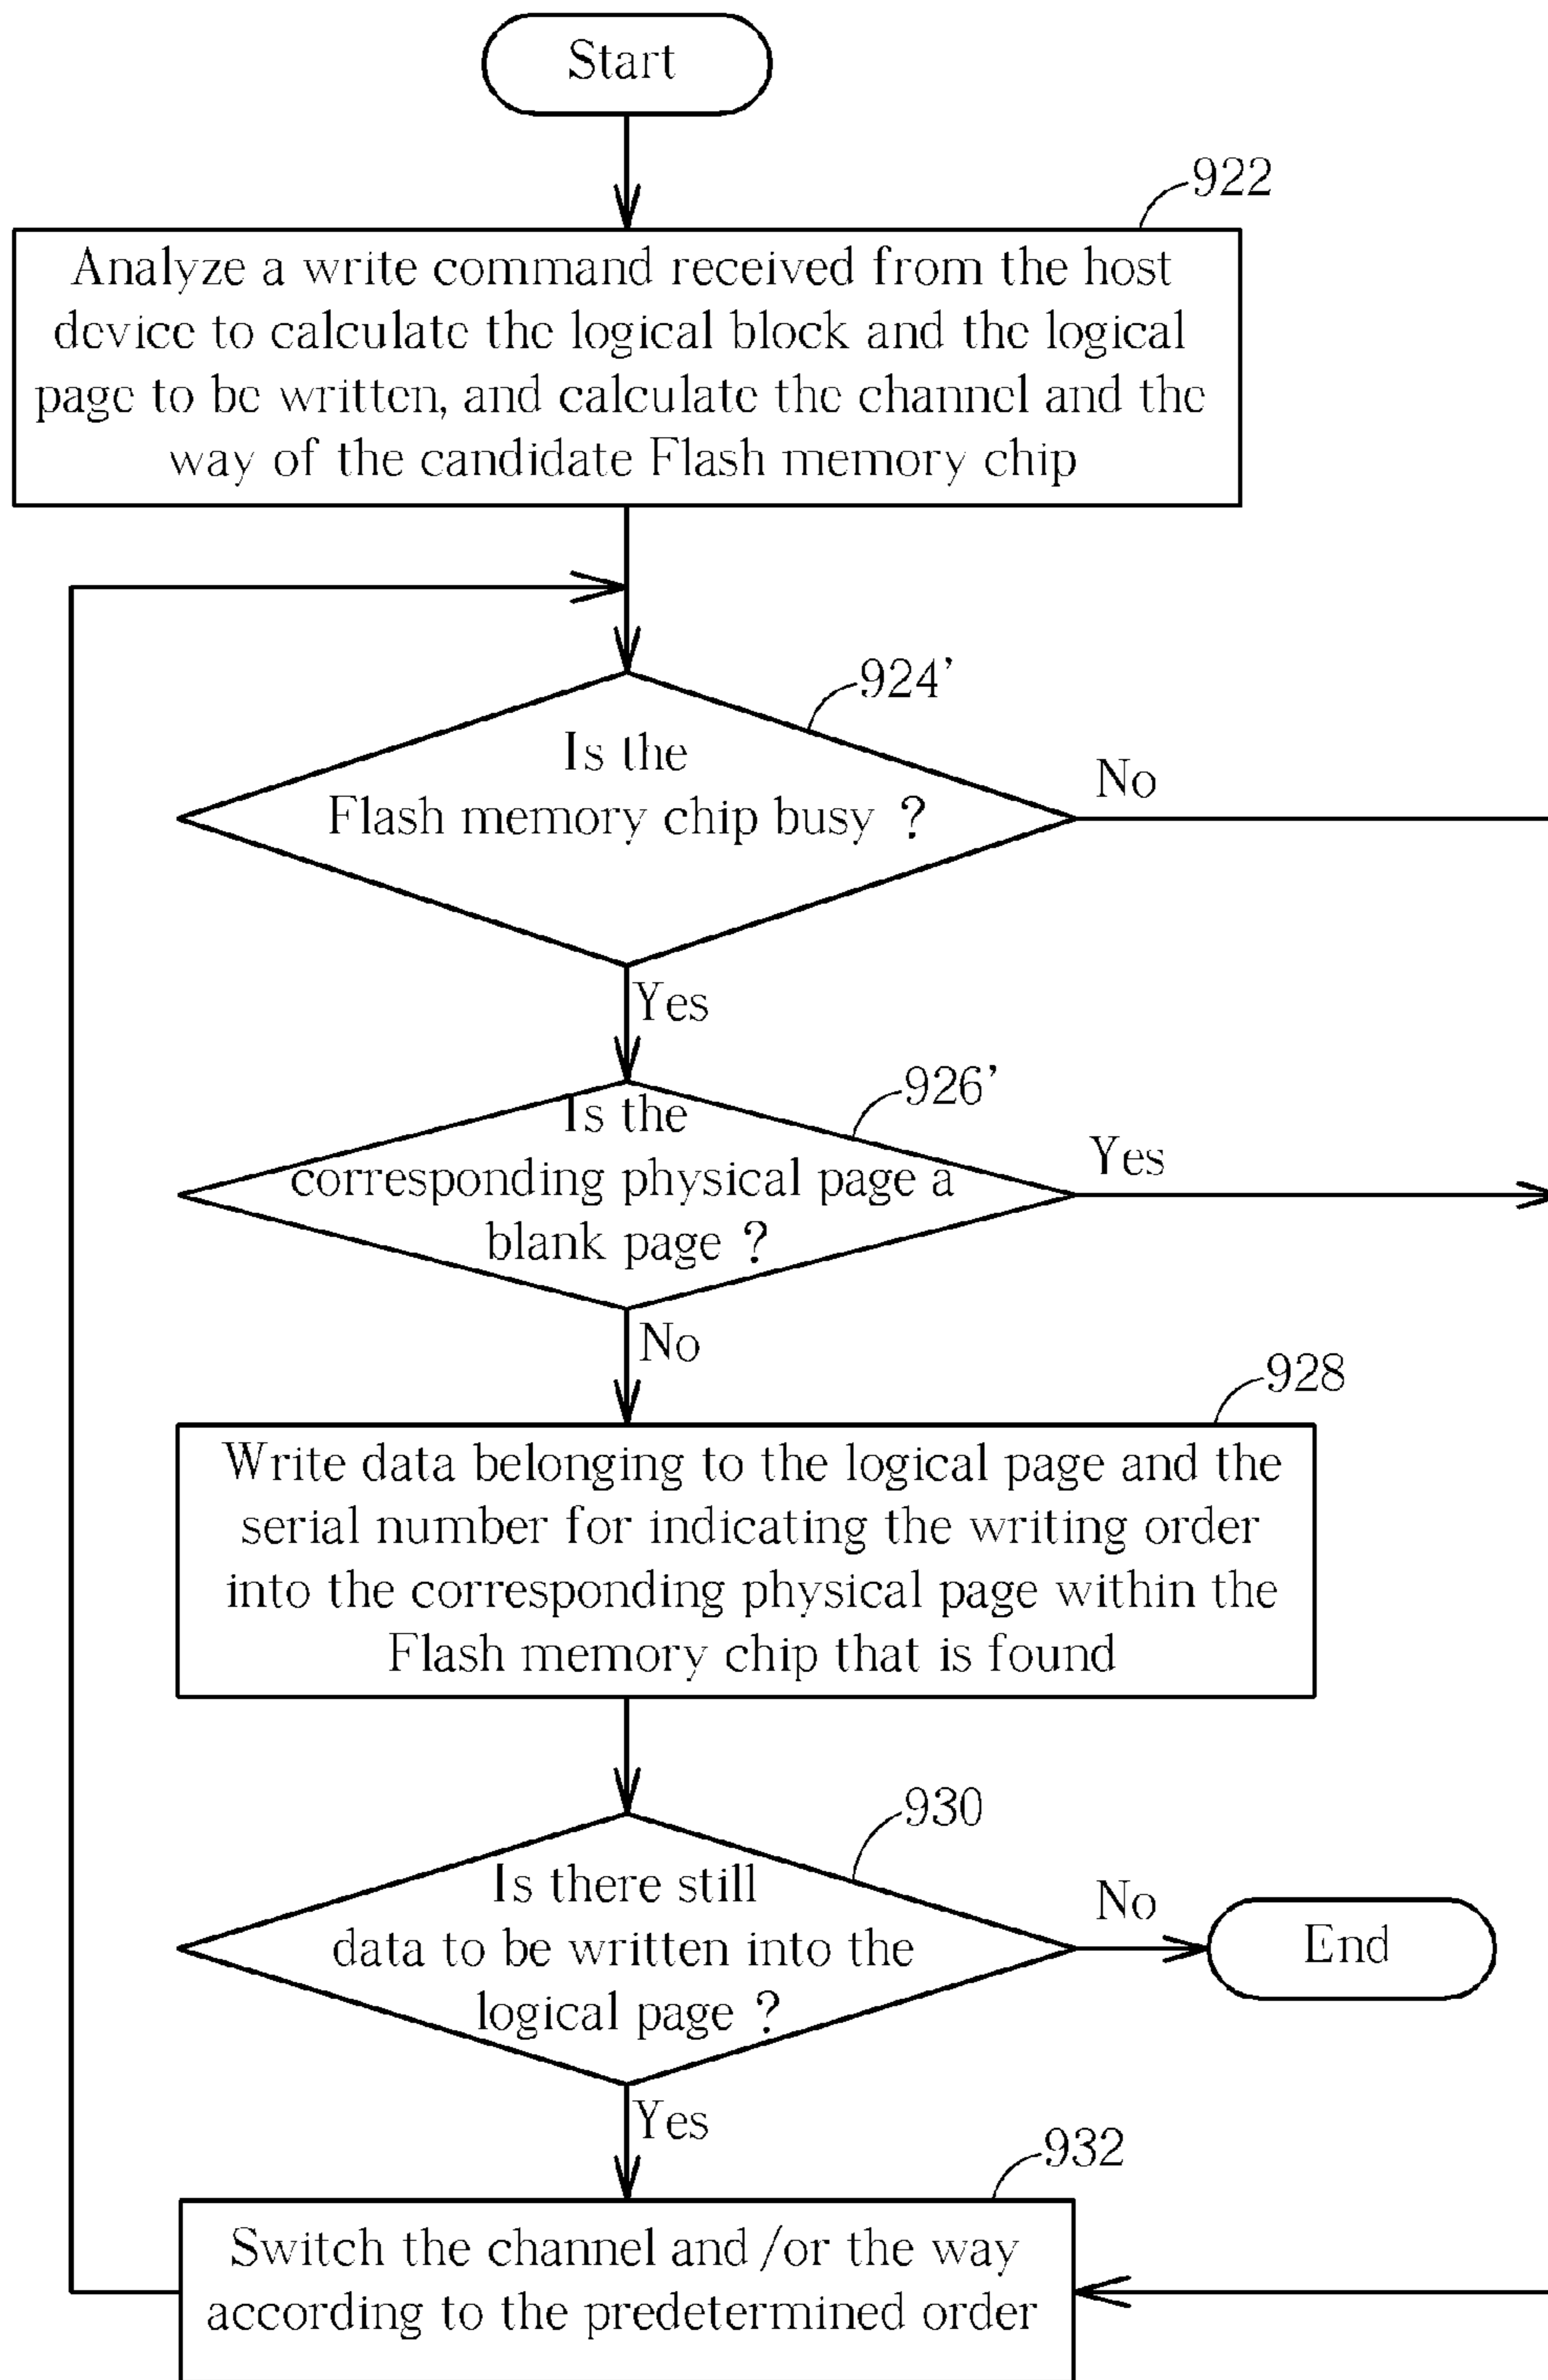 Start
922
Analyze a write command received from the host
device to calculate the logical block and the logical
page to be written, and calculate the channel and the
way of the candidate Flash memory chip
924’
Is the
Flash memory chip busy ?
No
Yes
926’
Is the
corresponding physical page a
blank page ?
Yes
No
928
Write data belonging to the logical page and the
serial number for indicating the writing order
into the corresponding physical page within the
Flash memory chip that is found
930
Is there still
data to be written into the
logical page ?
No
End
Yes
932
Switch the channel and /or the way
according to the predetermined order